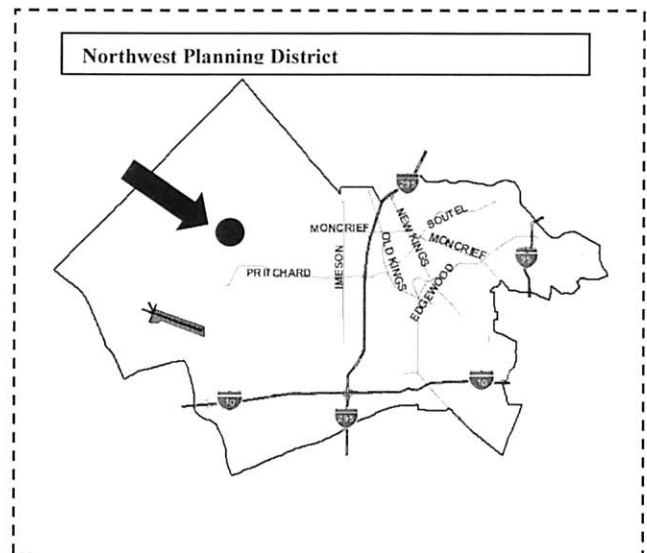 Northwest Planning District
295
MONCRIEF
NEW KINGS
SOUTEL
MONCRIEF
OLD KINGS
IMESON
PRITCHARD
EDGEWOOD
95
10
10
295